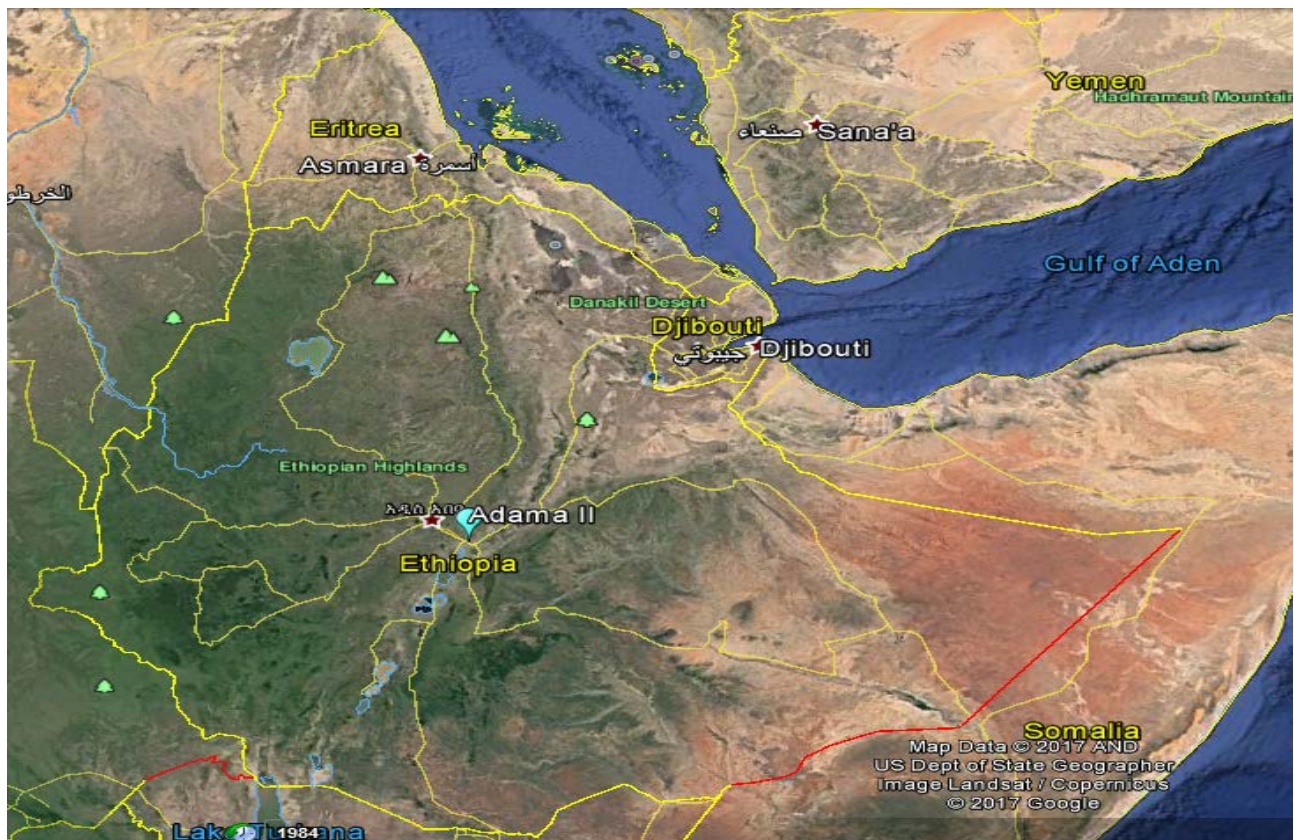 Yemen
Hadhramaut Mountain
صنعاء Sana'a
Eritrea
Asmara أسمرة
الخرطو
Gulf of Aden
Danakil Desert
Djibouti
جيبوتي Djibouti
Ethiopian Highlands
Adama II
Ethiopia
Somalia
Map Data © 2017 AND
US Dept of State Geographer
Image Landsat / Copernicus
© 2017 Google
1984